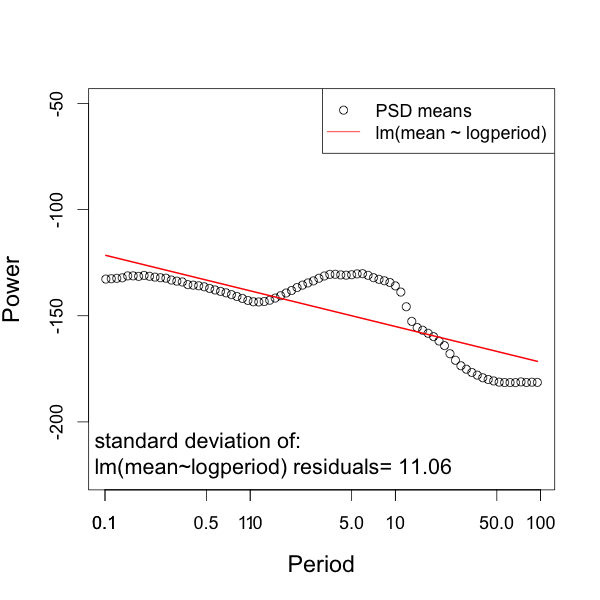 PSD means
lm(mean ~ logperiod)
-50
-100
-150
-200
Power
standard deviation of:
lm(mean~logperiod) residuals= 11.06
0.1 0.5 110 5.0 10 50.0 100
Period